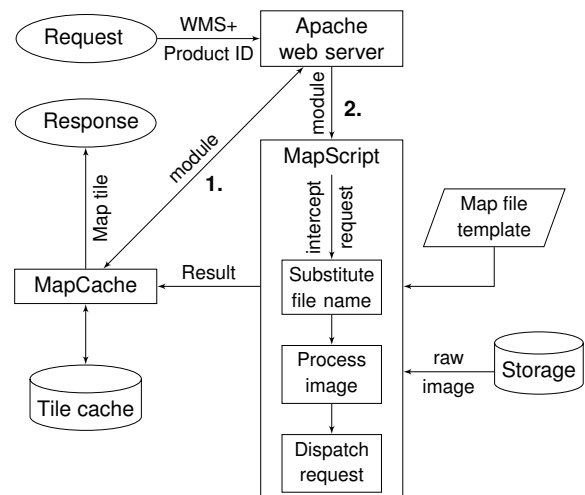 Request
WMS+
Product ID
Apache
web server
Response
module
1.
module
2.
MapScript
Map tile
intercept
request
Map file
template
MapCache
Result
Substitute
file name
Process
image
raw
image
Storage
Tile cache
Dispatch
request